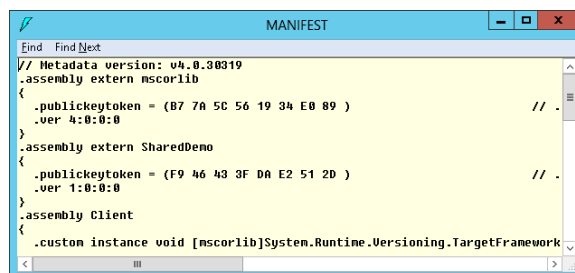 MANIFEST
Find Find Next
// Metadata version: v4.0.30319
.assembly extern mscorlib
{
.publickeytoken = (B7 7A 5C 56 19 34 E0 89 ) // .
.ver 4:0:0:0
}
.assembly extern SharedDemo
{
.publickeytoken = (F9 46 43 3F DA E2 51 2D ) // .
.ver 1:0:0:0
}
.assembly Client
{
.custom instance void [mscorlib]System.Runtime.Versioning.TargetFramework